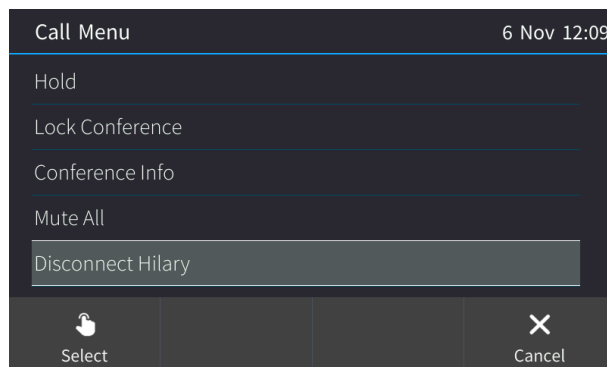 Call Menu 6 Nov 12:09
Hold
Lock Conference
Conference Info
Mute All
Disconnect Hilary
Select Cancel